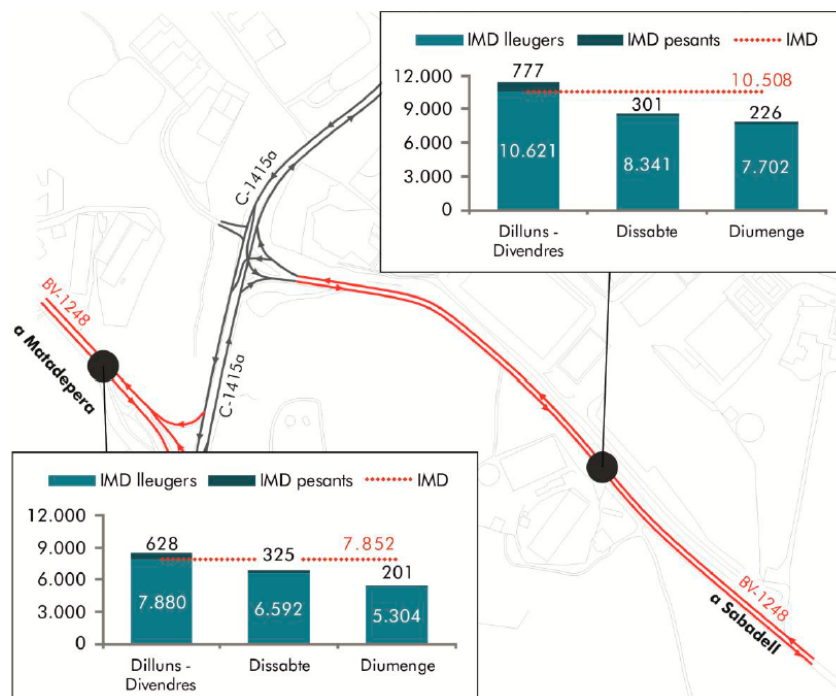 IMD lleugers IMD pesants IMD
12.000
9.000
6.000
3.000
0
777
301
226
10.508
10.621
8.341
7.702
Dilluns -
Divendres
Dissabte
Diumenge
C-1415a
C-1415a
BV-1248
a Matadepera
BV-1248
a Sabadell
IMD lleugers IMD pesants IMD
12.000
9.000
6.000
3.000
0
628
325
201
7.852
7.880
6.592
5.304
Dilluns -
Divendres
Dissabte
Diumenge